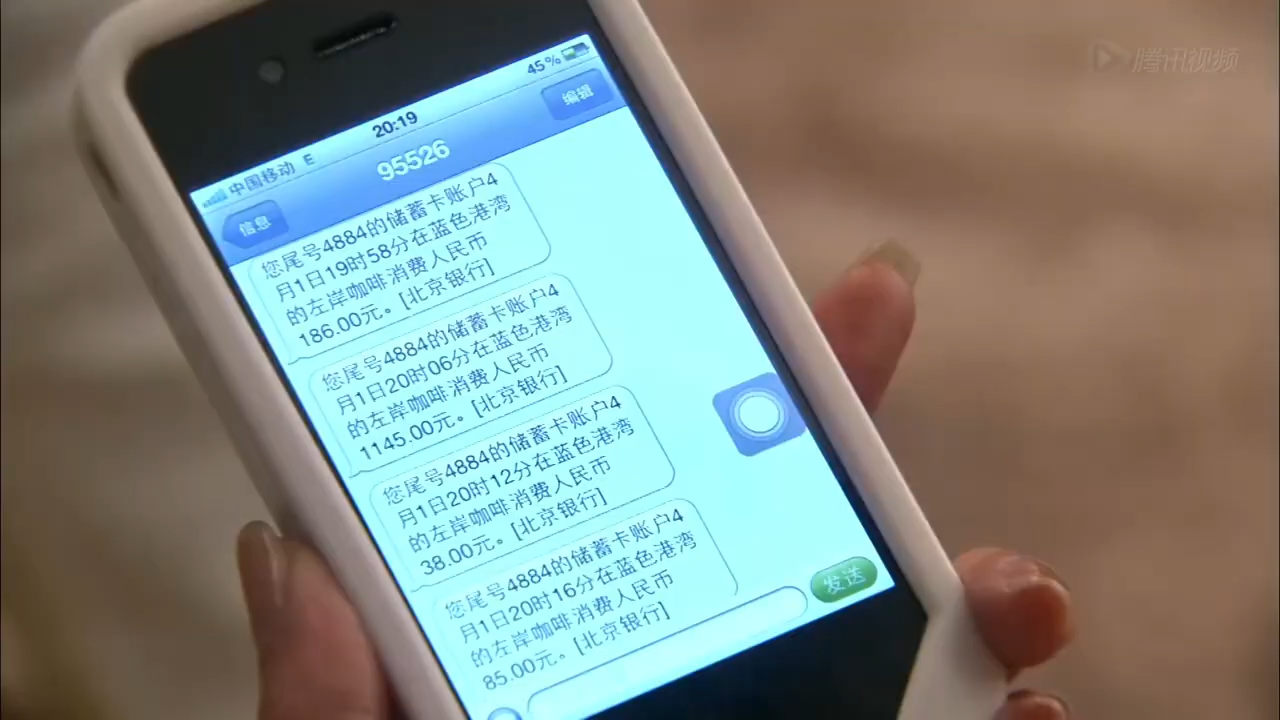 腾讯视频
中国移动 E
20:19
45%
信息
95526
编辑
您尾号4884的储蓄卡账户4
月1日19时58分在蓝色港湾
的左岸咖啡消费人民币
186.00元。[北京银行]
您尾号4884的储蓄卡账户4
月1日20时06分在蓝色港湾
的左岸咖啡消费人民币
1145.00元。[北京银行]
您尾号4884的储蓄卡账户4
月1日20时12分在蓝色港湾
的左岸咖啡消费人民币
38.00元。[北京银行]
您尾号4884的储蓄卡账户4
月1日20时16分在蓝色港湾
的左岸咖啡消费人民币
85.00元。[北京银行]
发送